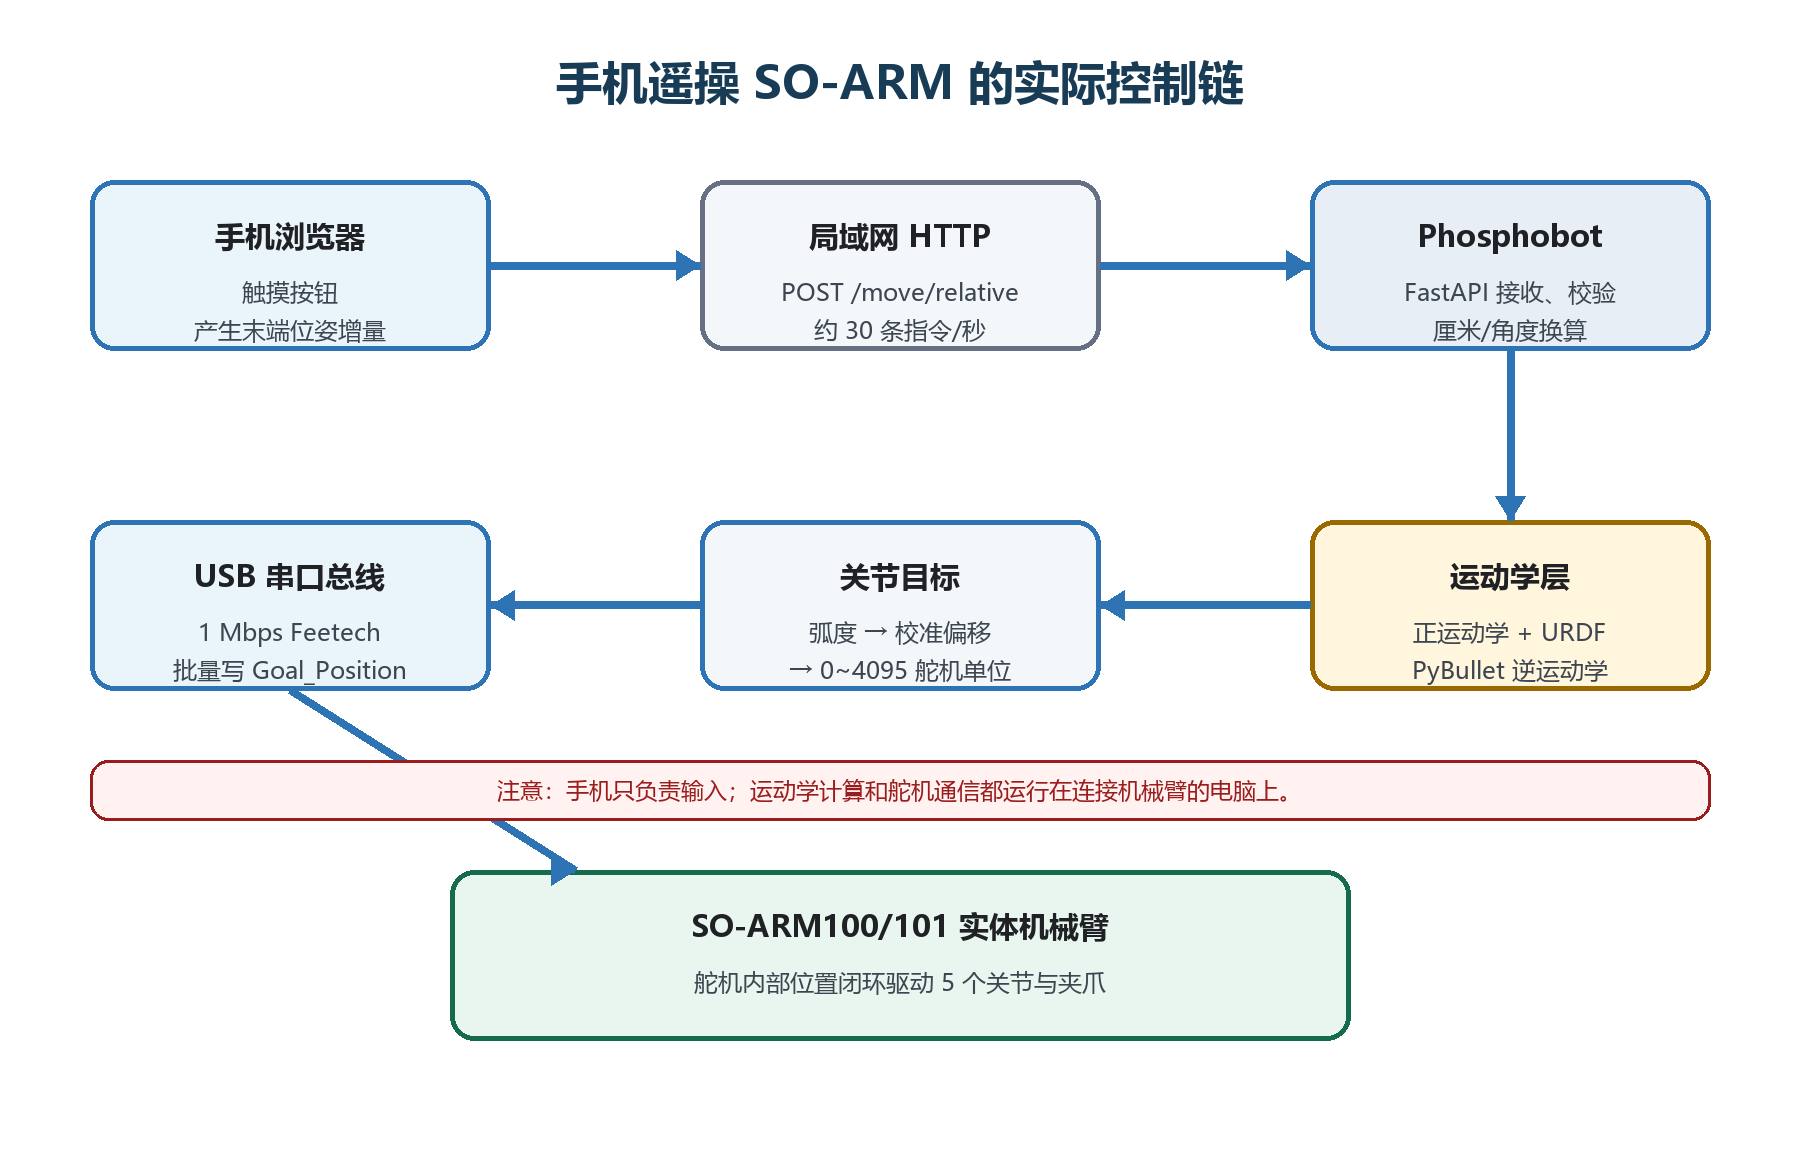 手机遥操 SO-ARM 的实际控制链
手机浏览器
触摸按钮
产生末端位姿增量
局域网 HTTP
POST /move/relative
约 30 条指令/秒
Phosphobot
FastAPI 接收、校验
厘米/角度换算
运动学层
正运动学 + URDF
PyBullet 逆运动学
关节目标
弧度 → 校准偏移
→ 0~4095 舵机单位
USB 串口总线
1 Mbps Feetech
批量写 Goal_Position
注意：手机只负责输入；运动学计算和舵机通信都运行在连接机械臂的电脑上。
SO-ARM100/101 实体机械臂
舵机内部位置闭环驱动 5 个关节与夹爪